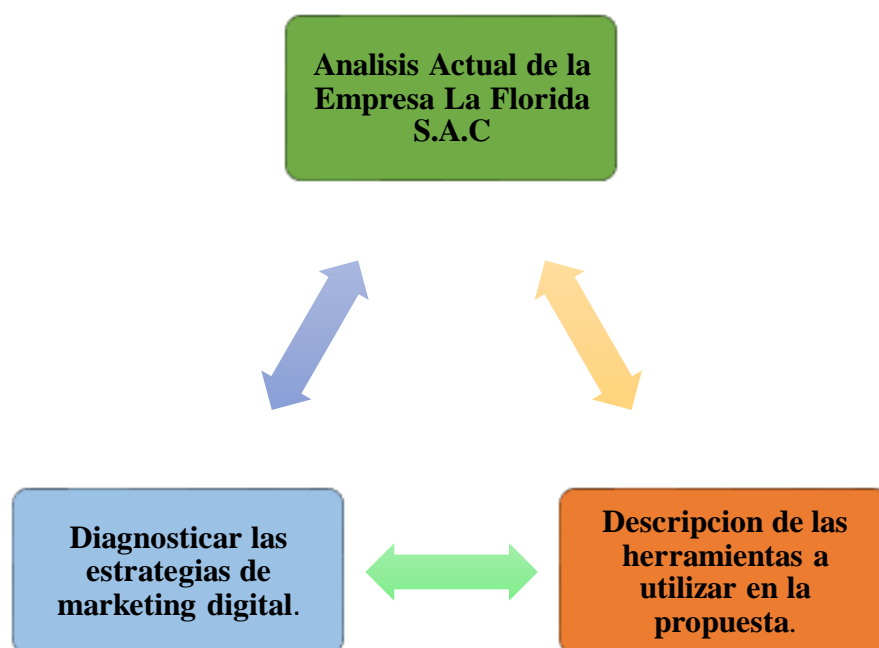 Analisis Actual de la
Empresa La Florida
S.A.C
Diagnosticar las
estrategias de
marketing digital.
Descripcion de las
herramientas a
utilizar en la
propuesta.